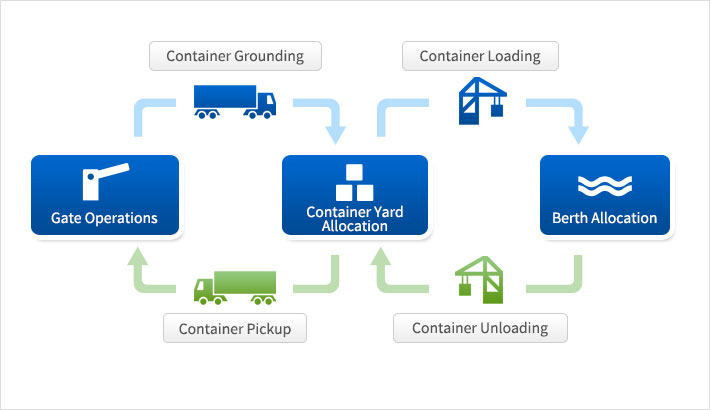 Container Grounding
Container Loading
Gate Operations
Container Yard
Allocation
Berth Allocation
Container Pickup
Container Unloading